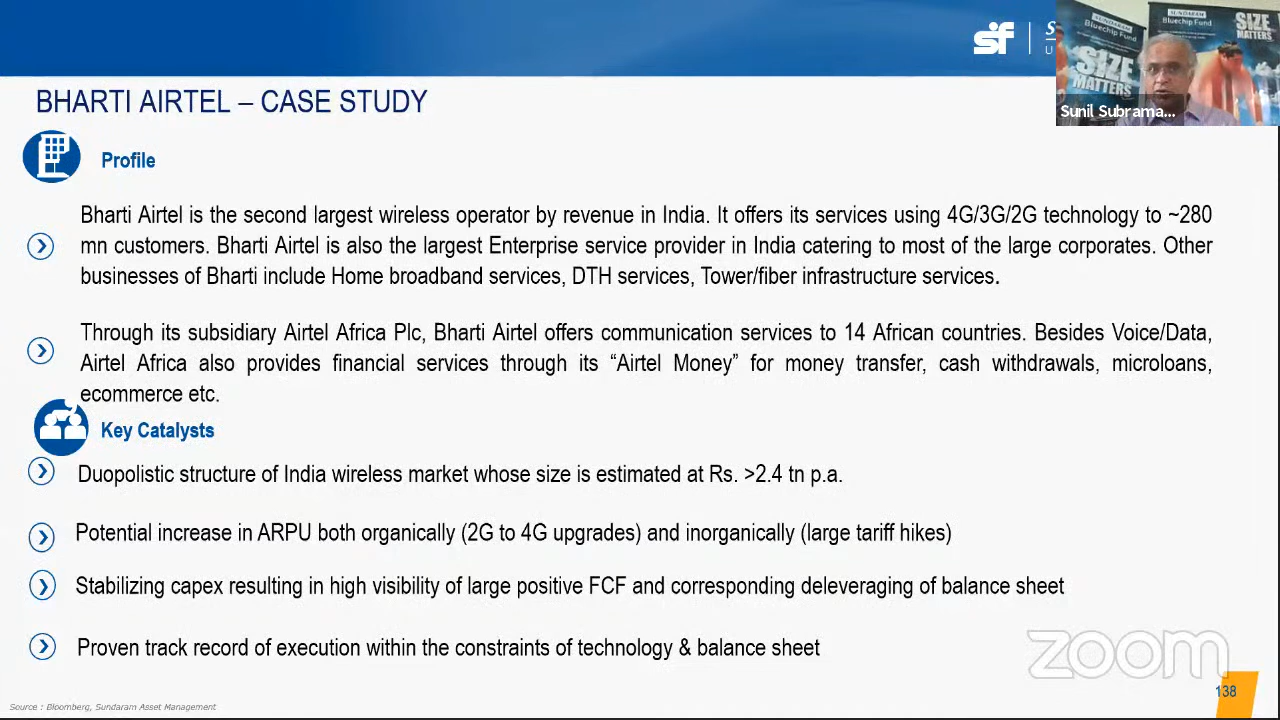 sf
S
U
SUNDARAM
Bluechip Fund
SIZE
MATTERS
SUNDARAM
Bluechip Fund
SIZE
MATTERS
Sunil Subrama...
BHARTI AIRTEL – CASE STUDY
Profile
Bharti Airtel is the second largest wireless operator by revenue in India. It offers its services using 4G/3G/2G technology to ~280
mn customers. Bharti Airtel is also the largest Enterprise service provider in India catering to most of the large corporates. Other
businesses of Bharti include Home broadband services, DTH services, Tower/fiber infrastructure services.
Through its subsidiary Airtel Africa Plc, Bharti Airtel offers communication services to 14 African countries. Besides Voice/Data,
Airtel Africa also provides financial services through its “Airtel Money” for money transfer, cash withdrawals, microloans,
ecommerce etc.
Key Catalysts
Duopolistic structure of India wireless market whose size is estimated at Rs. >2.4 tn p.a.
Potential increase in ARPU both organically (2G to 4G upgrades) and inorganically (large tariff hikes)
Stabilizing capex resulting in high visibility of large positive FCF and corresponding deleveraging of balance sheet
Proven track record of execution within the constraints of technology & balance sheet
zoom
138
Source : Bloomberg, Sundaram Asset Management